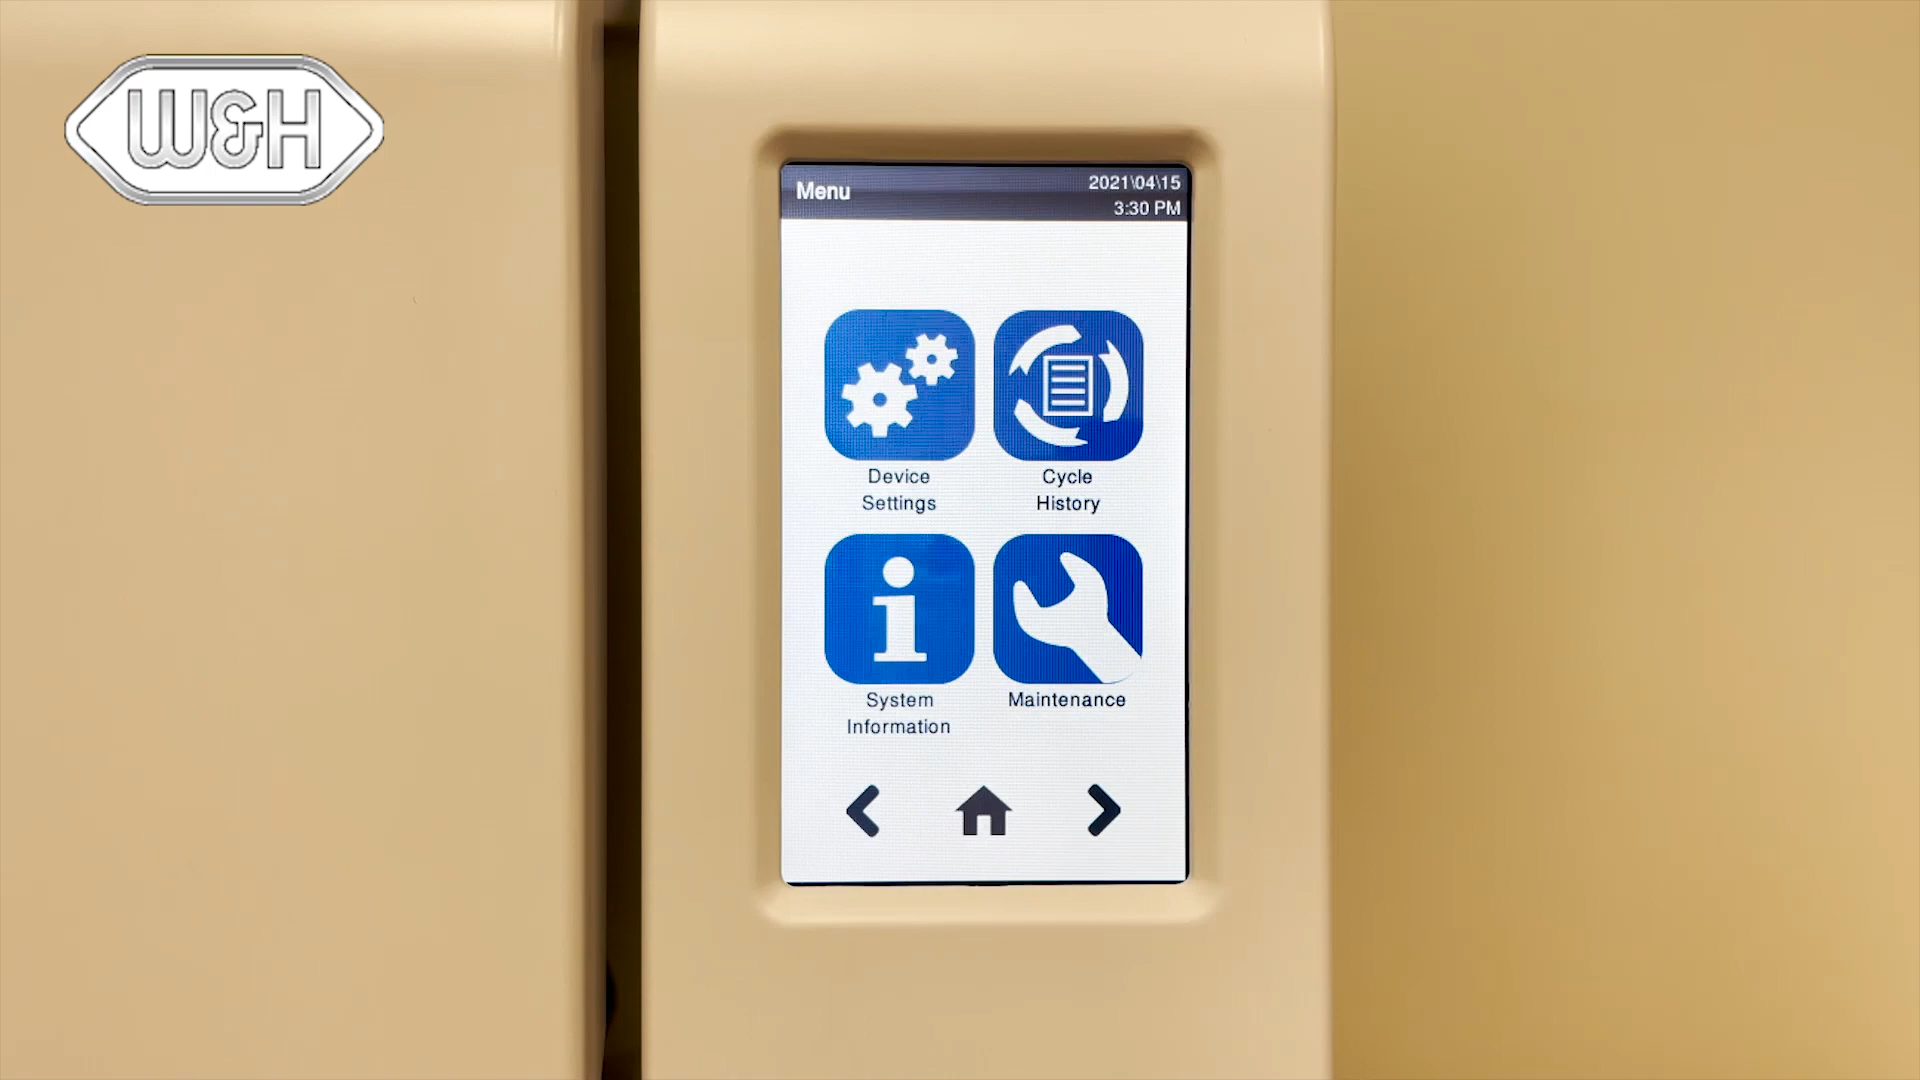 W&H
Menu
2021\04\15
3:30 PM
Device
Settings
Cycle
History
System
Information
Maintenance